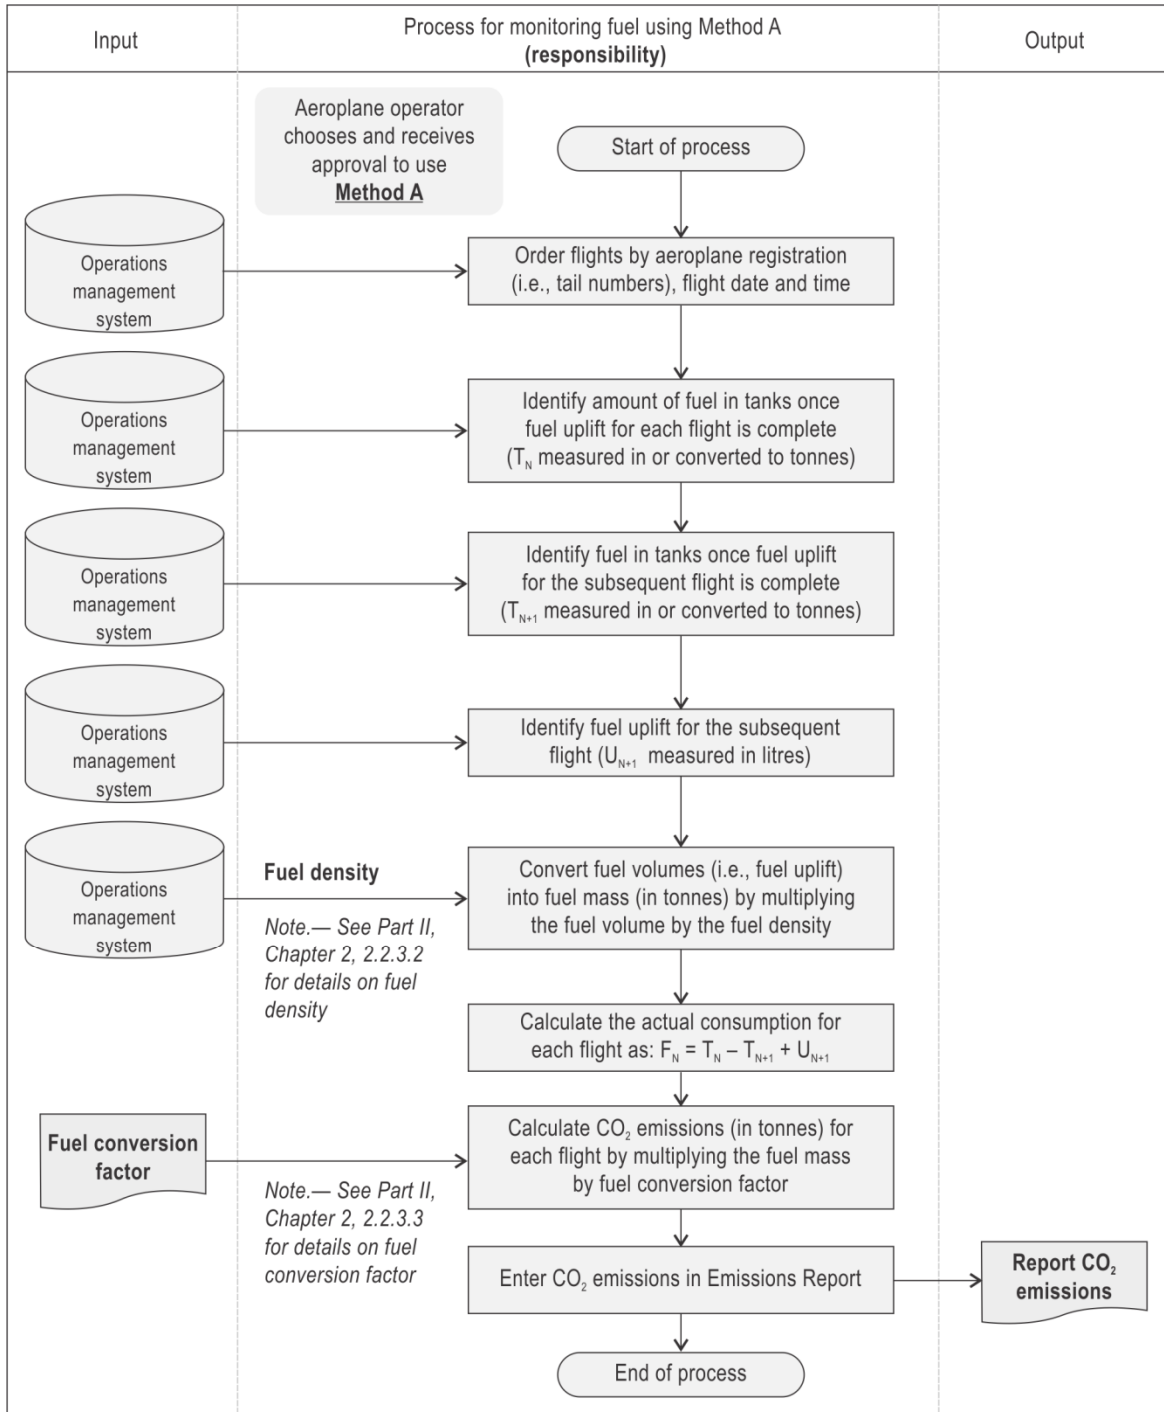 Input
Process for monitoring fuel using Method A
(responsibility)
Output
Aeroplane operator
chooses and receives
approval to use
Method A
Start of process
Operations
management
system
Order flights by aeroplane registration
(i.e., tail numbers), flight date and time
Operations
management
system
Identify amount of fuel in tanks once
fuel uplift for each flight is complete
(T_N measured in or converted to tonnes)
Operations
management
system
Identify fuel in tanks once fuel uplift
for the subsequent flight is complete
(T_{N+1} measured in or converted to tonnes)
Operations
management
system
Identify fuel uplift for the subsequent
flight (U_{N+1} measured in litres)
Operations
management
system
Fuel density
Note.— See Part II,
Chapter 2, 2.2.3.2
for details on fuel
density
Convert fuel volumes (i.e., fuel uplift)
into fuel mass (in tonnes) by multiplying
the fuel volume by the fuel density
Calculate the actual consumption for
each flight as: F_N = T_N – T_{N+1} + U_{N+1}
Fuel conversion
factor
Note.— See Part II,
Chapter 2, 2.2.3.3
for details on fuel
conversion factor
Calculate CO₂ emissions (in tonnes) for
each flight by multiplying the fuel mass
by fuel conversion factor
Enter CO₂ emissions in Emissions Report
Report CO₂
emissions
End of process